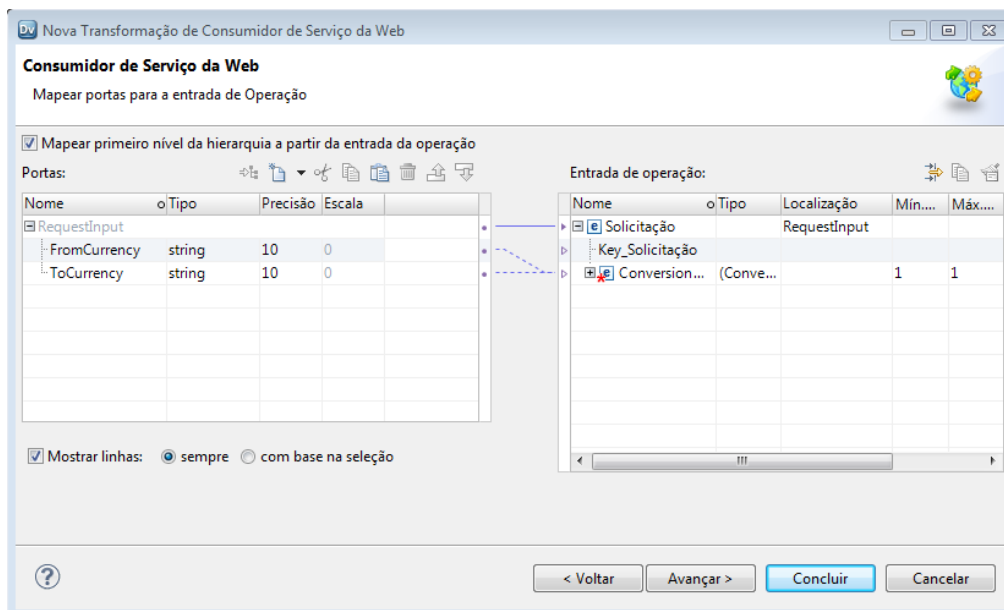 Dv Nova Transformação de Consumidor de Serviço da Web
Consumidor de Serviço da Web
Mapear portas para a entrada de Operação
Mapear primeiro nível da hierarquia a partir da entrada da operação
Portas: Entrada de operação:
Nome Tipo Precisão Escala Nome Tipo Localização Mín.... Máx....
RequestInput e Solicitação RequestInput
FromCurrency string 10 0 Key_Solicitação
ToCurrency string 10 0 e Conversion... (Conve... 1 1
Mostrar linhas: sempre com base na seleção
? < Voltar Avançar > Concluir Cancelar